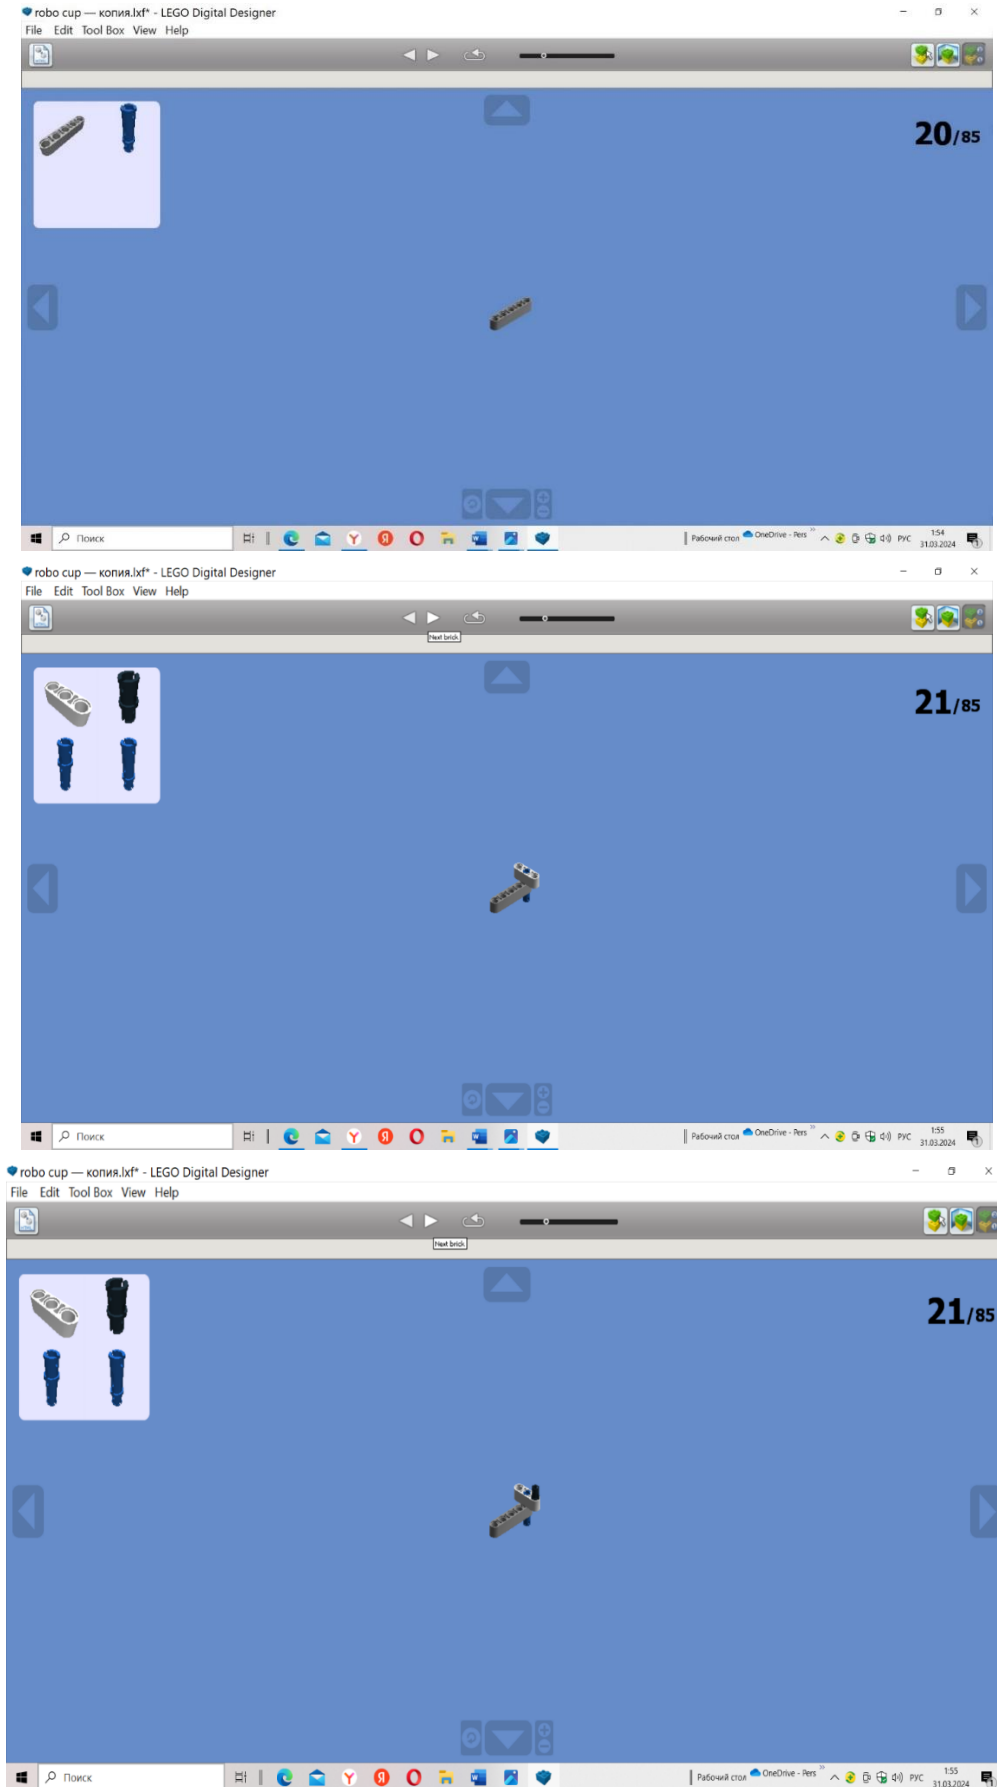 robo cup — копия.lxf* - LEGO Digital Designer
File Edit Tool Box View Help
20/85
Поиск
Рабочий стол OneDrive - Pers » РУС 1:54
31.03.2024
robo cup — копия.lxf* - LEGO Digital Designer
File Edit Tool Box View Help
Next brick
21/85
Поиск
Рабочий стол OneDrive - Pers » РУС 1:55
31.03.2024
robo cup — копия.lxf* - LEGO Digital Designer
File Edit Tool Box View Help
Next brick
21/85
Поиск
Рабочий стол OneDrive - Pers » РУС 1:55
31.03.2024